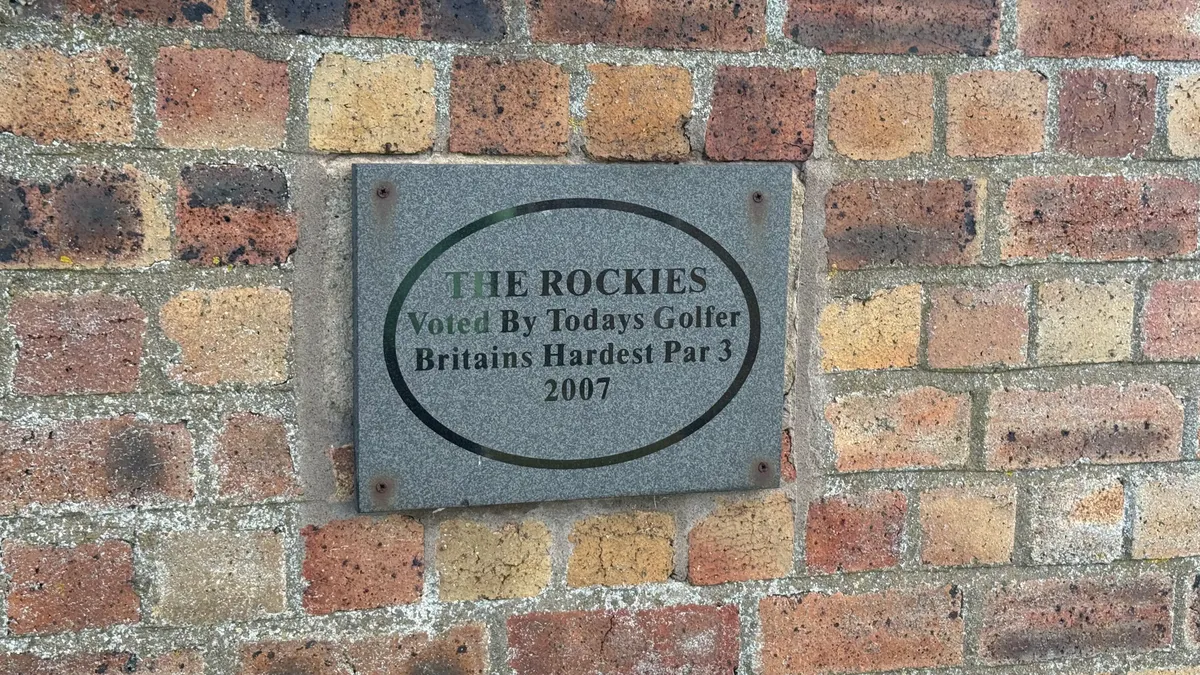 THE ROCKIES
Voted By Todays Golfer
Britains Hardest Par 3
2007